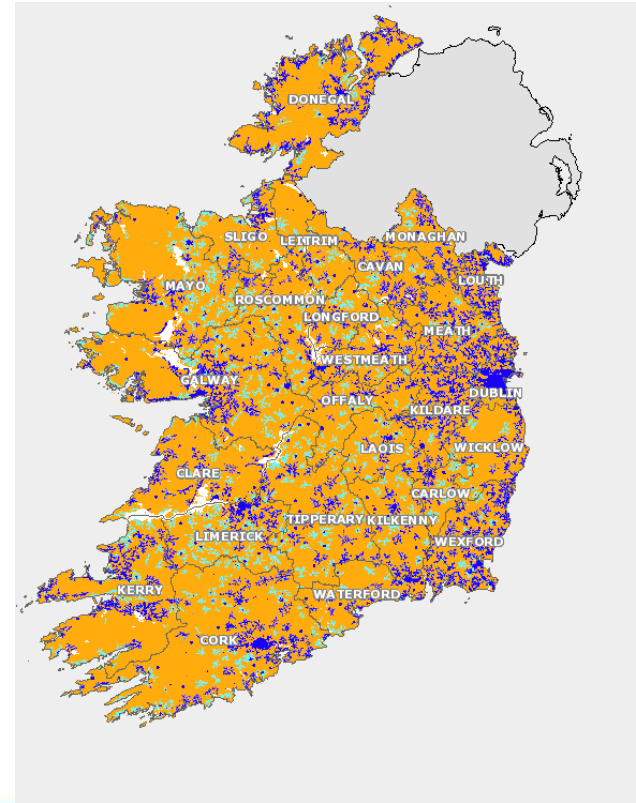 DONEGAL
SLIGO
LEITRIM
MONAGHAN
CAVAN
LOUTH
MAYO
ROSCOMMON
LONGFORD
MEATH
WESTMEATH
GALWAY
DUBLIN
OFFALY
KILDARE
LAOIS
WICKLOW
CLARE
CARLOW
TIPPERARY
KILKENNY
LIMERICK
WEXFORD
KERRY
WATERFORD
CORK